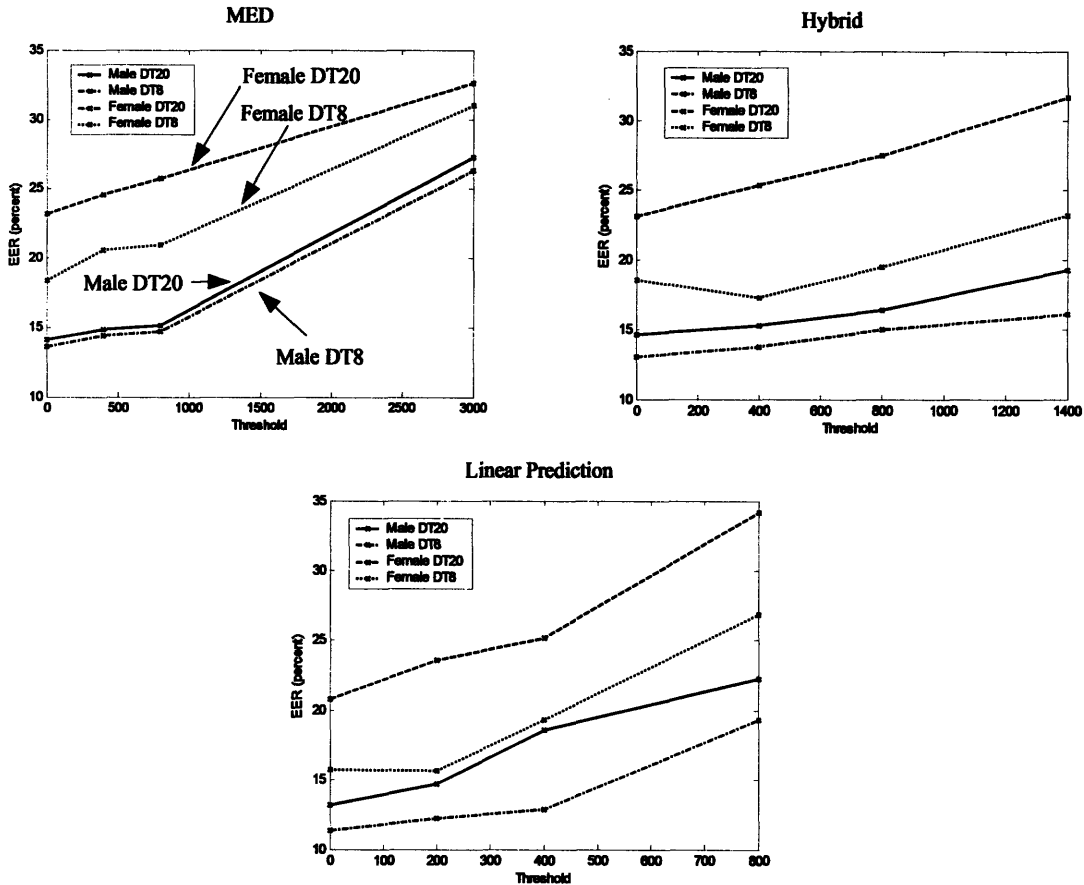 MED
35
30
25
20
15
10
EER (percent)
Male DT20
Male DT8
Female DT20
Female DT8
Female DT20
Female DT8
Male DT20
Male DT8
0 500 1000 1500 2000 2500 3000
Threshold
Hybrid
35
30
25
20
15
10
EER (percent)
Male DT20
Male DT8
Female DT20
Female DT8
0 200 400 600 800 1000 1200 1400
Threshold
Linear Prediction
35
30
25
20
15
10
EER (percent)
Male DT20
Male DT8
Female DT20
Female DT8
0 100 200 300 400 500 600 700 800
Threshold